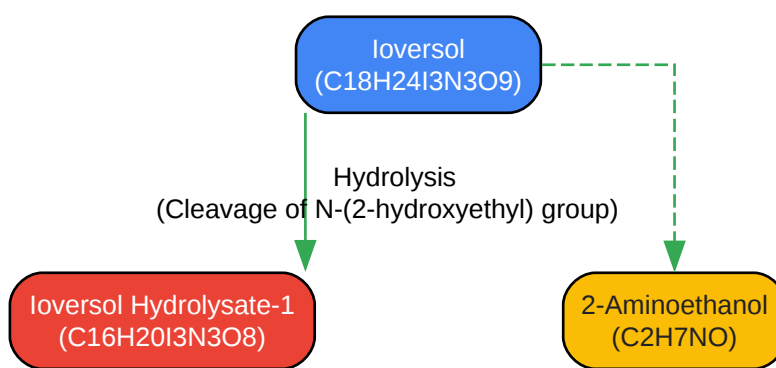 Ioversol
(C18H24I3N3O9)
Hydrolysis
(Cleavage of N-(2-hydroxyethyl) group)
Ioversol Hydrolysate-1
(C16H20I3N3O8)
2-Aminoethanol
(C2H7NO)